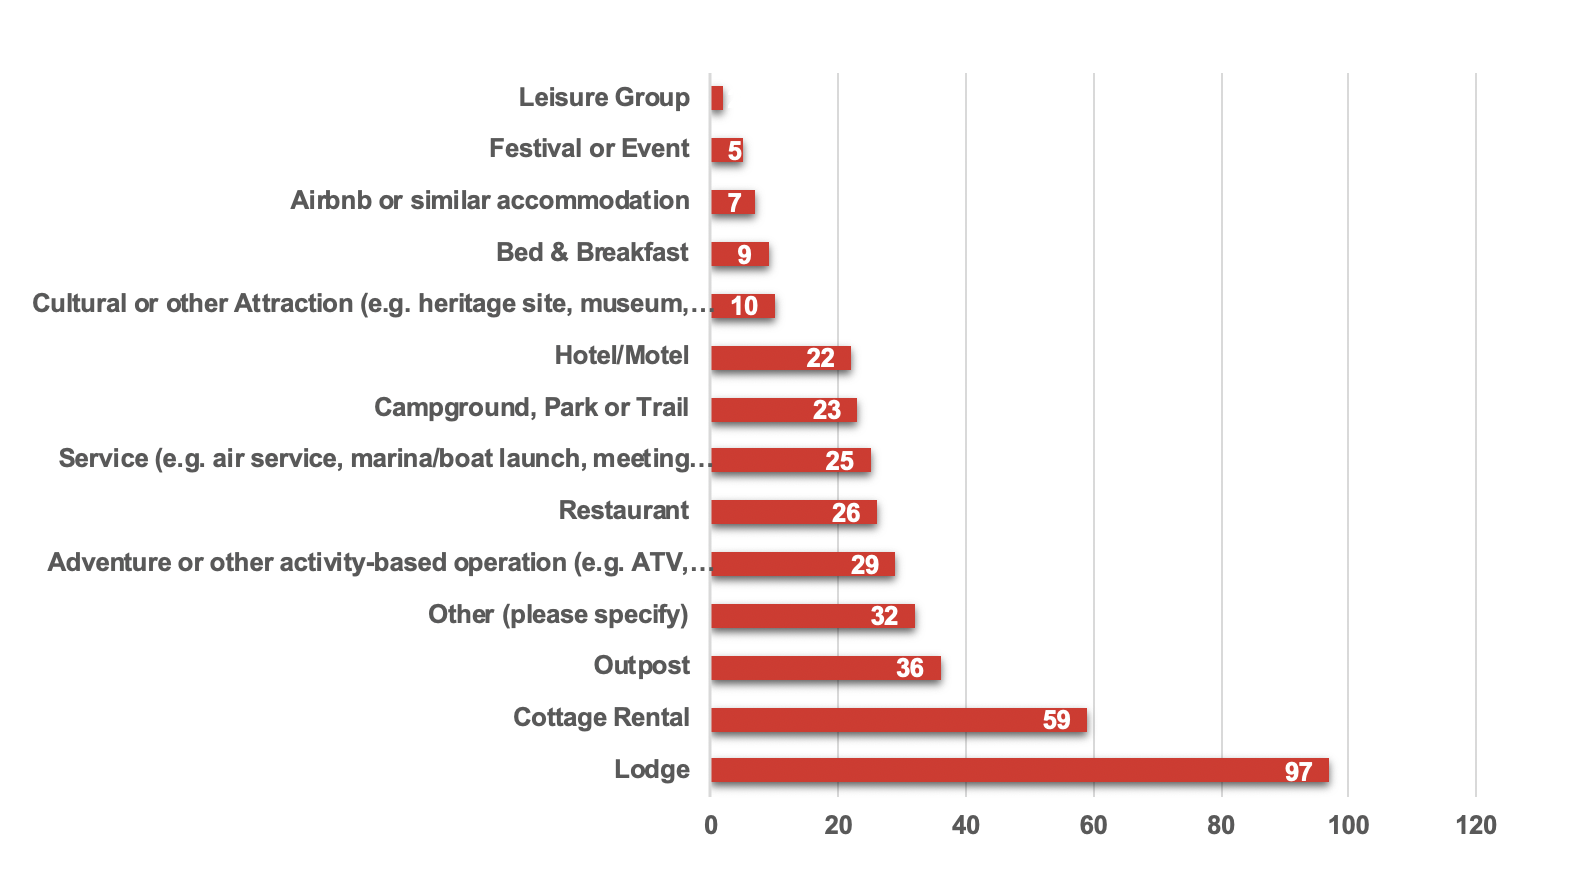 Leisure Group
Festival or Event 5
Airbnb or similar accommodation 7
Bed & Breakfast 9
Cultural or other Attraction (e.g. heritage site, museum,… 10
Hotel/Motel 22
Campground, Park or Trail 23
Service (e.g. air service, marina/boat launch, meeting… 25
Restaurant 26
Adventure or other activity-based operation (e.g. ATV,… 29
Other (please specify) 32
Outpost 36
Cottage Rental 59
Lodge 97
0 20 40 60 80 100 120